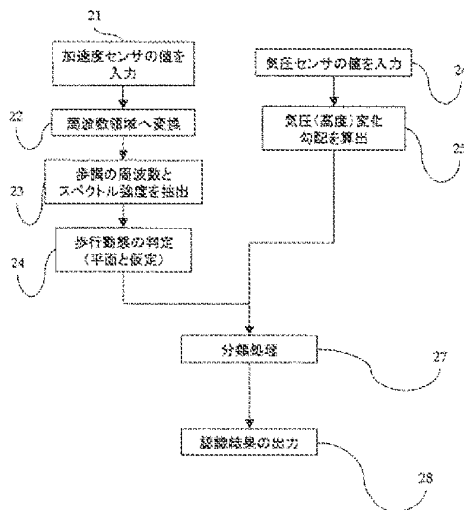 21
加速度センサの値を
入力
22
周波数領域へ変換
23
歩調の周波数と
スペクトル強度を抽出
24
歩行動態の判定
(平面と仮定)
気圧センサの値を入力
24
気圧(高度)変化
勾配を算出
25
分類処理
27
認識結果の出力
28